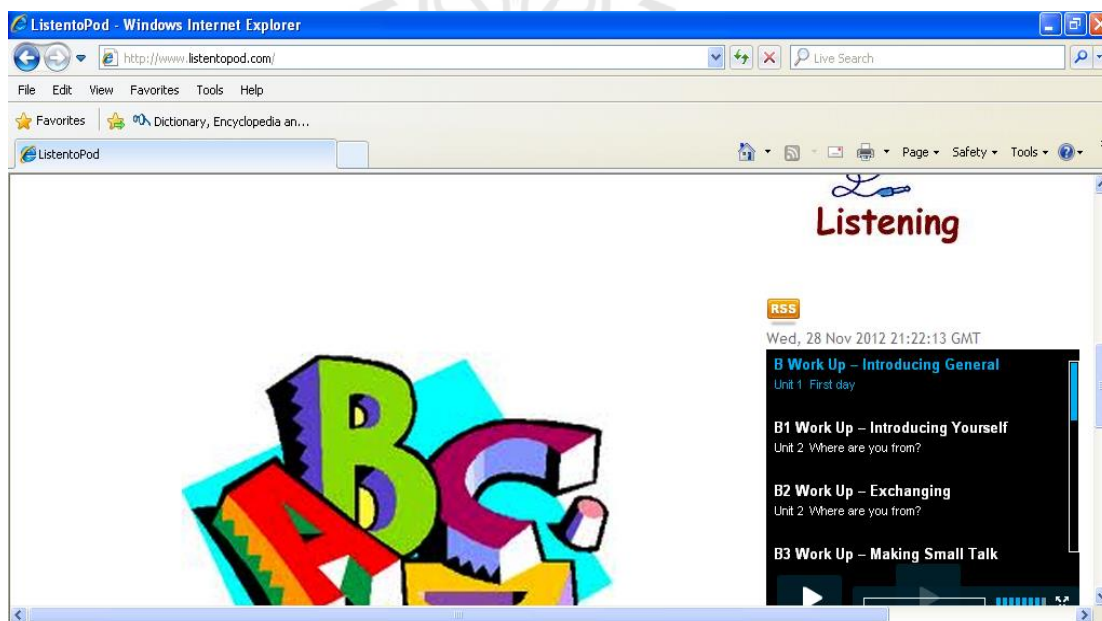 ListentoPod - Windows Internet Explorer
http://www.listentopod.com/
Live Search
File Edit View Favorites Tools Help
Favorites Dictionary, Encyclopedia an...
ListentoPod
Page Safety Tools
Listening
RSS
Wed, 28 Nov 2012 21:22:13 GMT
B Work Up – Introducing General
Unit 1 First day
B1 Work Up – Introducing Yourself
Unit 2 Where are you from?
B2 Work Up – Exchanging
Unit 2 Where are you from?
B3 Work Up – Making Small Talk
A B C